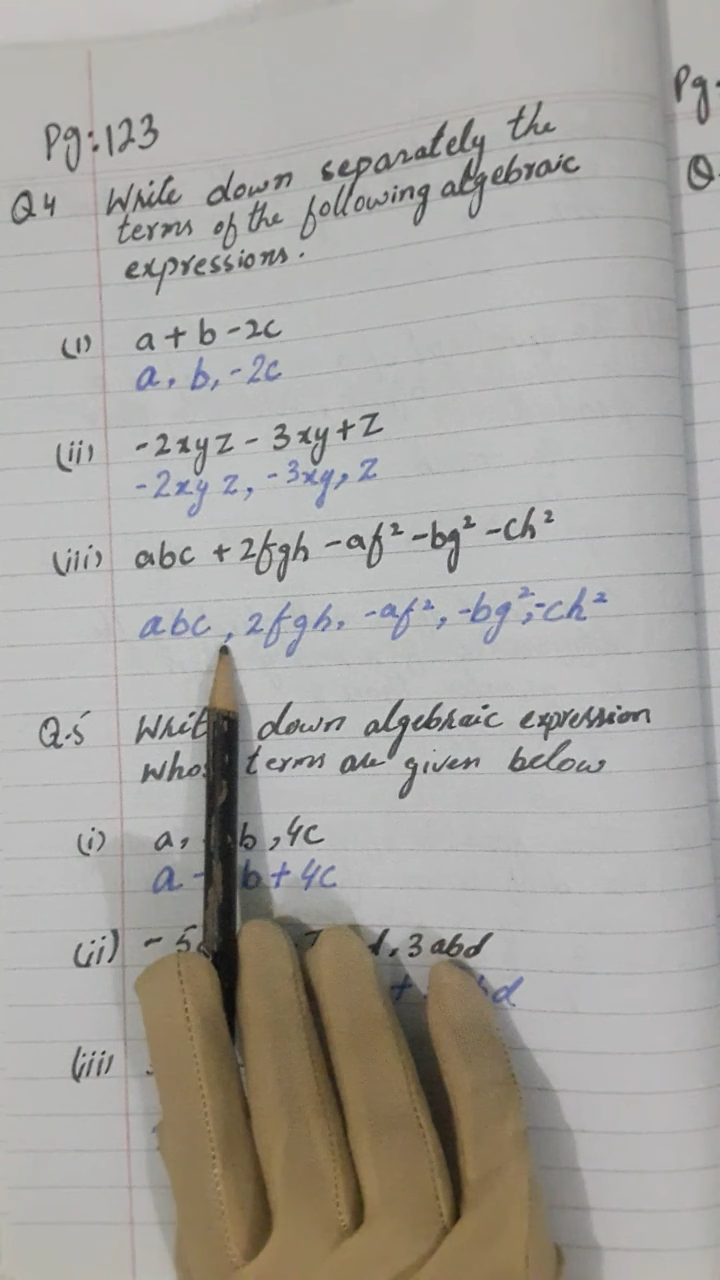 Pg:123
Pg.
Q4 Write down separately the
terms of the following algebraic
expressions.
(i) a + b - 2c
a, b, -2c
(ii) -2xyz - 3xy + z
-2xyz, -3xy, z
(iii) abc + 2fgh - af² - bg² - ch²
abc, 2fgh, -af², -bg², -ch²
Q.5 down algebraic expression
terms are given below
(i) a, b, 4c
a - b + 4c
(ii) - 5 d, 3abd
+ d
(iii)
Q